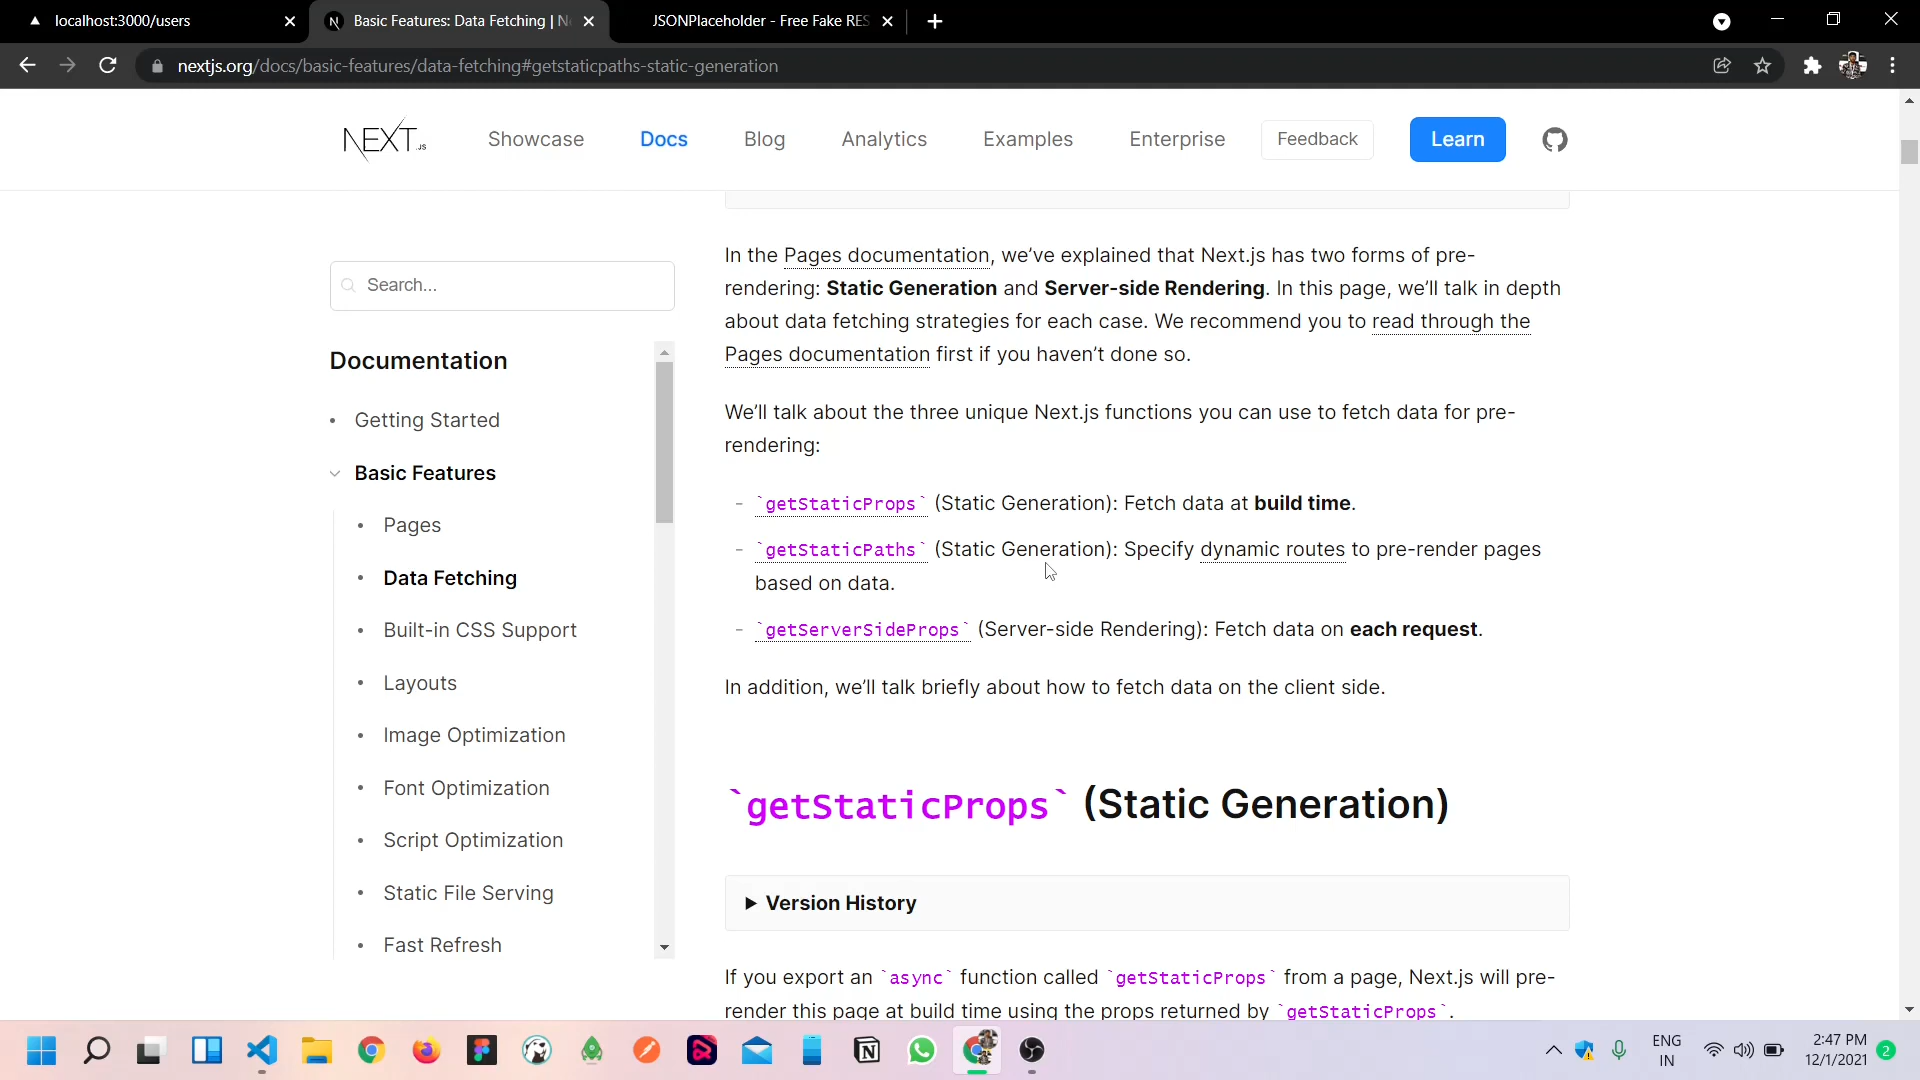 localhost:3000/users
Basic Features: Data Fetching | N
JSONPlaceholder - Free Fake RES
nextjs.org/docs/basic-features/data-fetching#getstaticpaths-static-generation
NEXT.JS
Showcase
Docs
Blog
Analytics
Examples
Enterprise
Feedback
Learn
Search...
Documentation
Getting Started
Basic Features
Pages
Data Fetching
Built-in CSS Support
Layouts
Image Optimization
Font Optimization
Script Optimization
Static File Serving
Fast Refresh
In the Pages documentation, we’ve explained that Next.js has two forms of pre-
rendering: Static Generation and Server-side Rendering. In this page, we’ll talk in depth
about data fetching strategies for each case. We recommend you to read through the
Pages documentation first if you haven’t done so.
We’ll talk about the three unique Next.js functions you can use to fetch data for pre-
rendering:
- `getStaticProps` (Static Generation): Fetch data at build time.
- `getStaticPaths` (Static Generation): Specify dynamic routes to pre-render pages
based on data.
- `getServerSideProps` (Server-side Rendering): Fetch data on each request.
In addition, we’ll talk briefly about how to fetch data on the client side.
`getStaticProps` (Static Generation)
Version History
If you export an `async` function called `getStaticProps` from a page, Next.js will pre-
render this page at build time using the props returned by `getStaticProps`.
ENG
IN
2:47 PM
12/1/2021
2